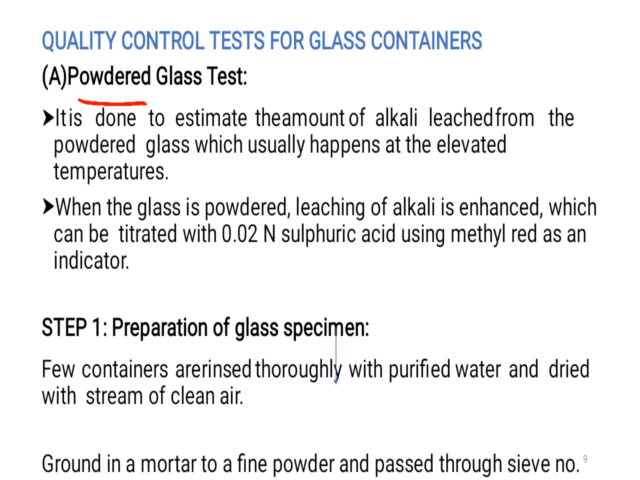 QUALITY CONTROL TESTS FOR GLASS CONTAINERS
(A)Powdered Glass Test:
➤Itis done to estimate theamount of alkali leachedfrom the
powdered glass which usually happens at the elevated
temperatures.
➤When the glass is powdered, leaching of alkali is enhanced, which
can be titrated with 0.02 N sulphuric acid using methyl red as an
indicator.
STEP 1: Preparation of glass specimen:
Few containers arerinsed thoroughly with purified water and dried
with stream of clean air.
Ground in a mortar to a fine powder and passed through sieve no. 9